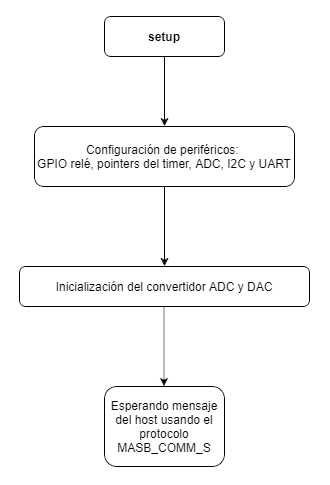 setup
Configuración de periféricos:
GPIO relé, pointers del timer, ADC, I2C y UART
Inicialización del convertidor ADC y DAC
Esperando mensaje
del host usando el
protocolo
MASB_COMM_S